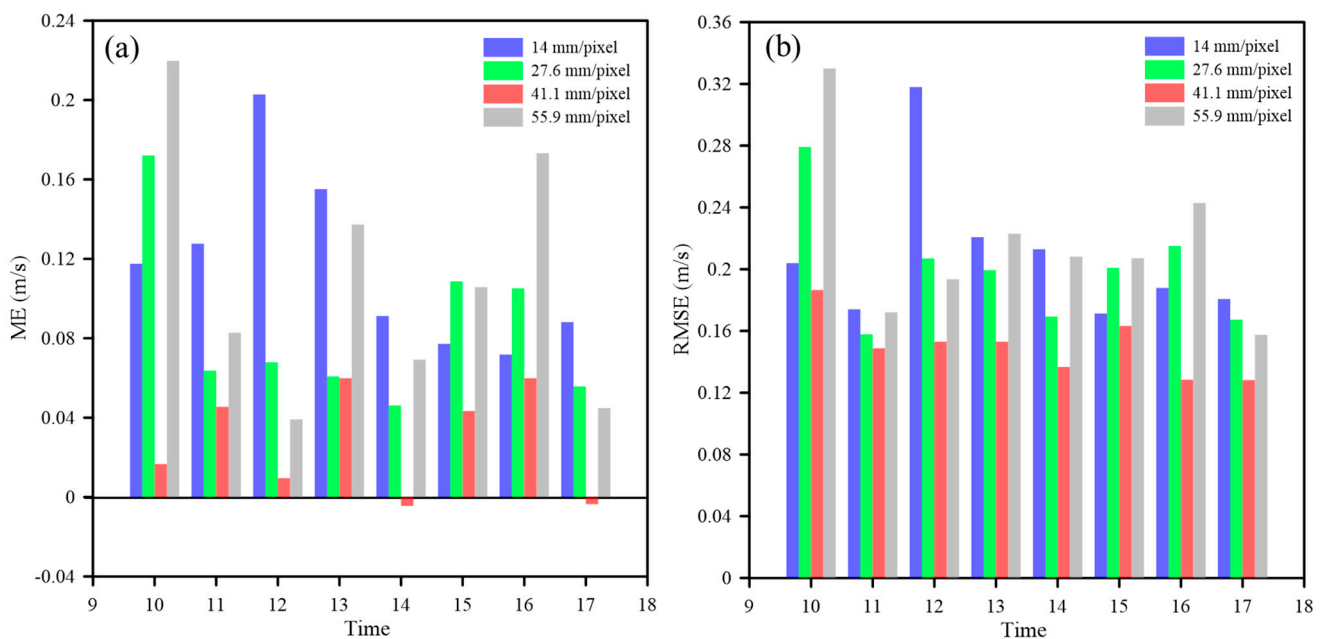 (a)
14 mm/pixel
27.6 mm/pixel
41.1 mm/pixel
55.9 mm/pixel
ME (m/s)
0.24
0.2
0.16
0.12
0.08
0.04
0
-0.04
9 10 11 12 13 14 15 16 17 18
Time
(b)
14 mm/pixel
27.6 mm/pixel
41.1 mm/pixel
55.9 mm/pixel
RMSE (m/s)
0.36
0.32
0.28
0.24
0.2
0.16
0.12
0.08
0.04
0
9 10 11 12 13 14 15 16 17 18
Time